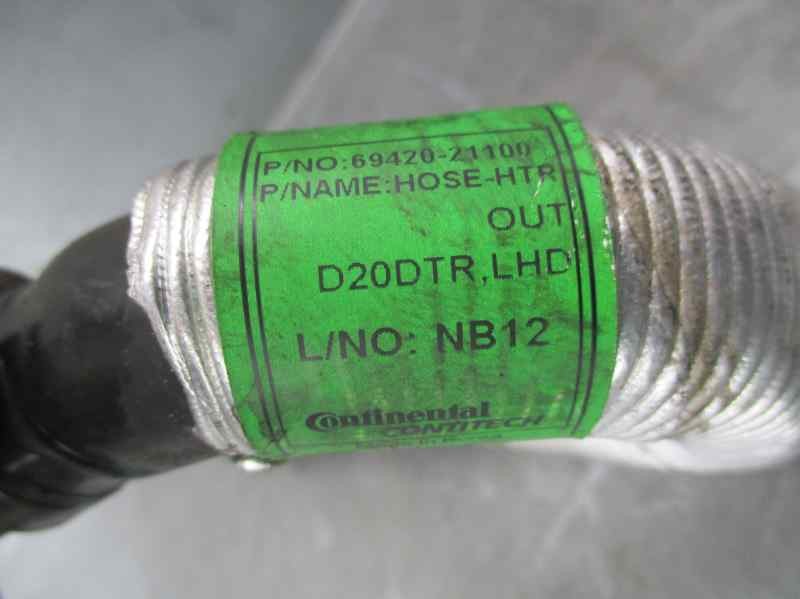 P/NO:69420-21100
P/NAME:HOSE-HTR
OUT
D20DTR,LHD
L/NO: NB12
Continental
CONTITECH